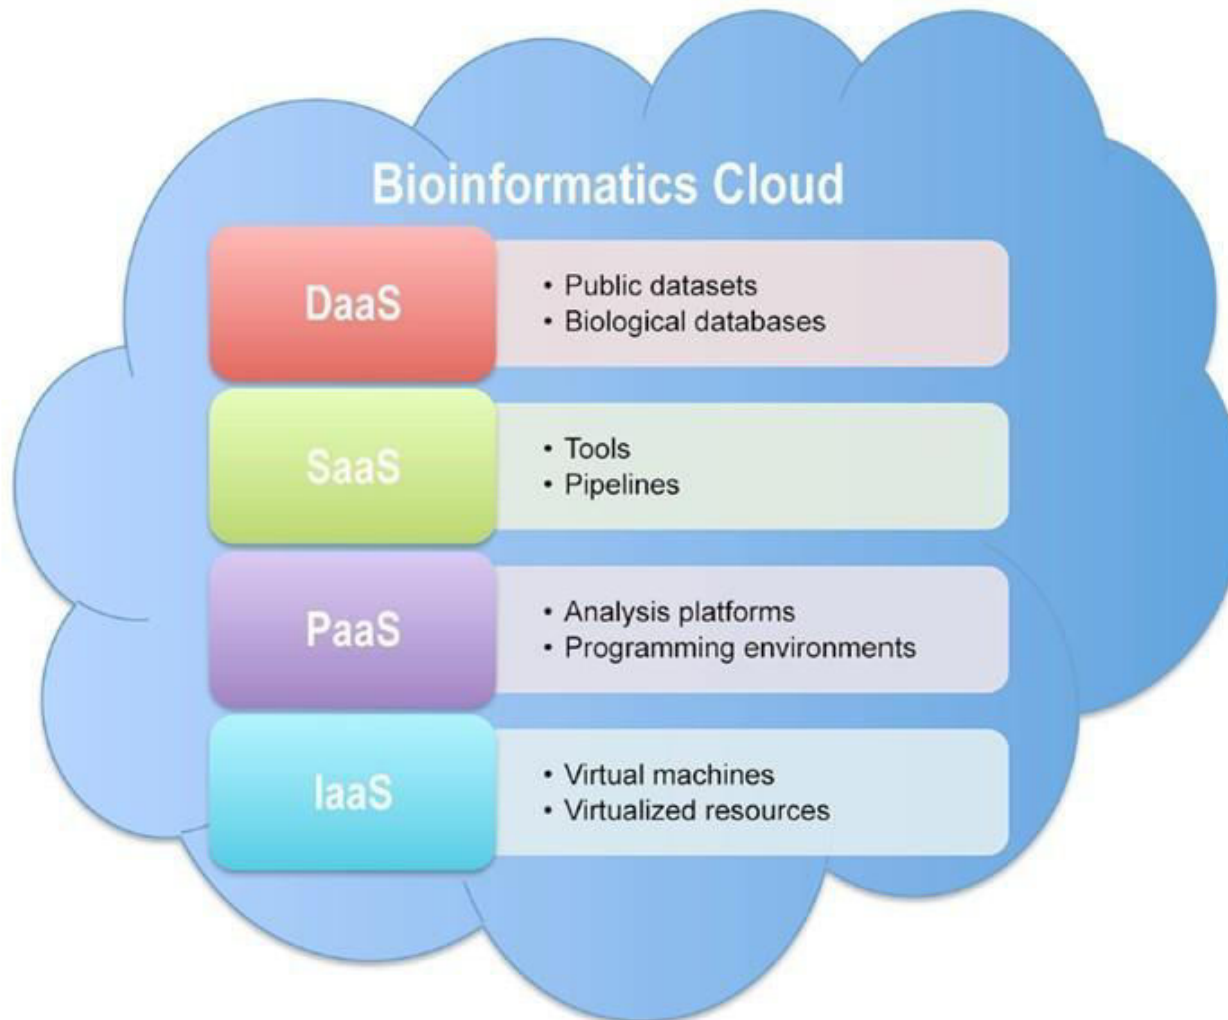 Bioinformatics Cloud
DaaS
• Public datasets
• Biological databases
SaaS
• Tools
• Pipelines
PaaS
• Analysis platforms
• Programming environments
IaaS
• Virtual machines
• Virtualized resources